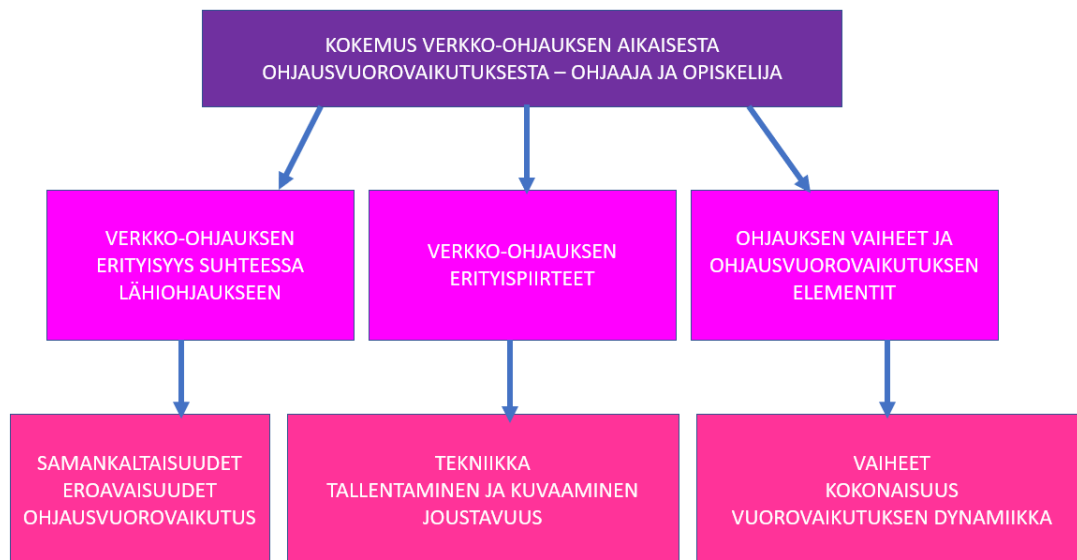 KOKEMUS VERKKO-OHJAUKSEN AIKAISESTA
OHJAUSVUOROVAIKUTUKSESTA – OHJAAJA JA OPISKELIJA
VERKKO-OHJAUKSEN
ERITYISYYS SUHTEESSA
LÄHIOHJAUKSEEN
VERKKO-OHJAUKSEN
ERITYISPIIRTEET
OHJAUKSEN VAIHEET JA
OHJAUSVUOROVAIKUTUKSEN
ELEMENTIT
SAMANKALTAISUUDET
EROAVAISUUDET
OHJAUSVUOROVAIKUTUS
TEKNIIKKA
TALLENTAMINEN JA KUVAAMINEN
JOUSTAVUUS
VAIHEET
KOKONAISUUS
VUOROVAIKUTUKSEN DYNAMIIKKA